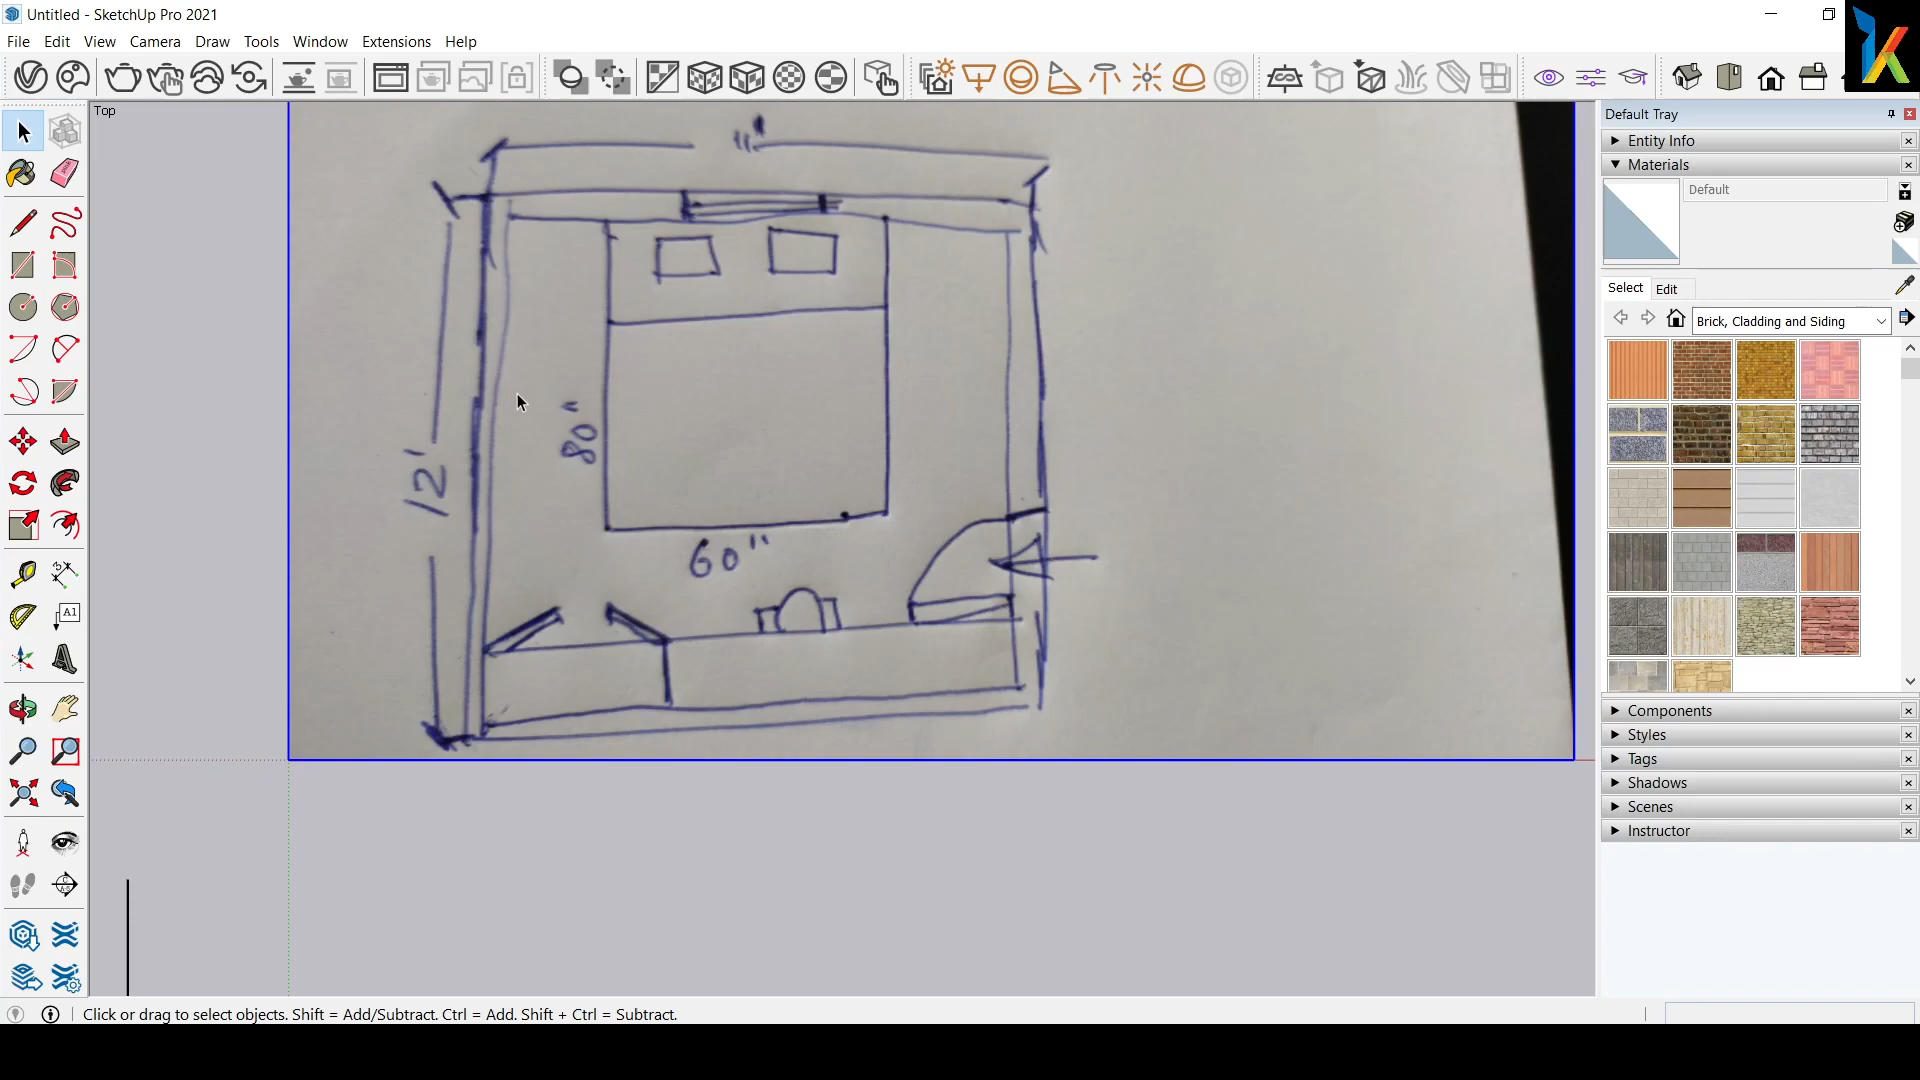 Untitled - SketchUp Pro 2021
File Edit View Camera Draw Tools Window Extensions Help
Top
Default Tray
Entity Info
Materials
Default
Select Edit
Brick, Cladding and Siding
Components
Styles
Tags
Shadows
Scenes
Instructor
11'
12'
80"
60"
A1
Click or drag to select objects. Shift = Add/Subtract. Ctrl = Add. Shift + Ctrl = Subtract.